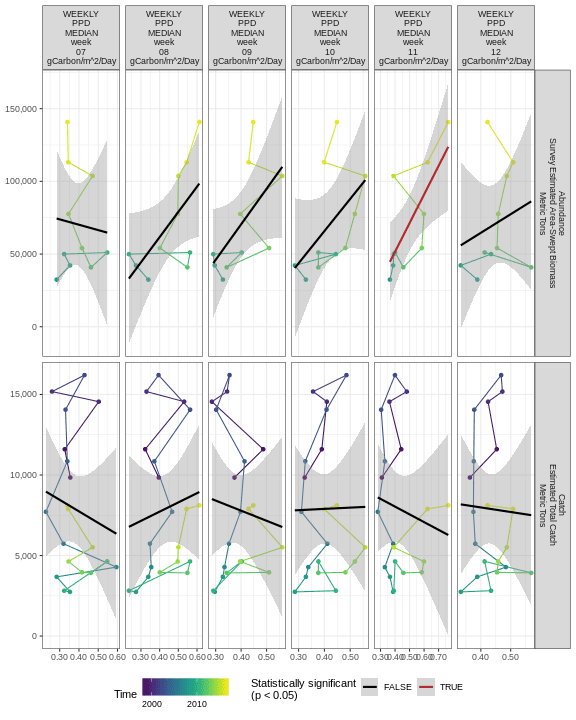 WEEKLY
PPD
MEDIAN
week
07
gCarbon/m^2/Day
WEEKLY
PPD
MEDIAN
week
08
gCarbon/m^2/Day
WEEKLY
PPD
MEDIAN
week
09
gCarbon/m^2/Day
WEEKLY
PPD
MEDIAN
week
10
gCarbon/m^2/Day
WEEKLY
PPD
MEDIAN
week
11
gCarbon/m^2/Day
WEEKLY
PPD
MEDIAN
week
12
gCarbon/m^2/Day
150,000
100,000
50,000
0
Abundance
Survey Estimated Area-Swept Biomass
Metric Tons
15,000
10,000
5,000
0
Catch
Estimated Total Catch
Metric Tons
0.30 0.40 0.50 0.60
0.30 0.40 0.50 0.60
0.30 0.40 0.50
0.30 0.40 0.50
0.30 0.40 0.50 0.60 0.70
0.40 0.50
Time
2000 2010
Statistically significant
(p < 0.05)
FALSE
TRUE